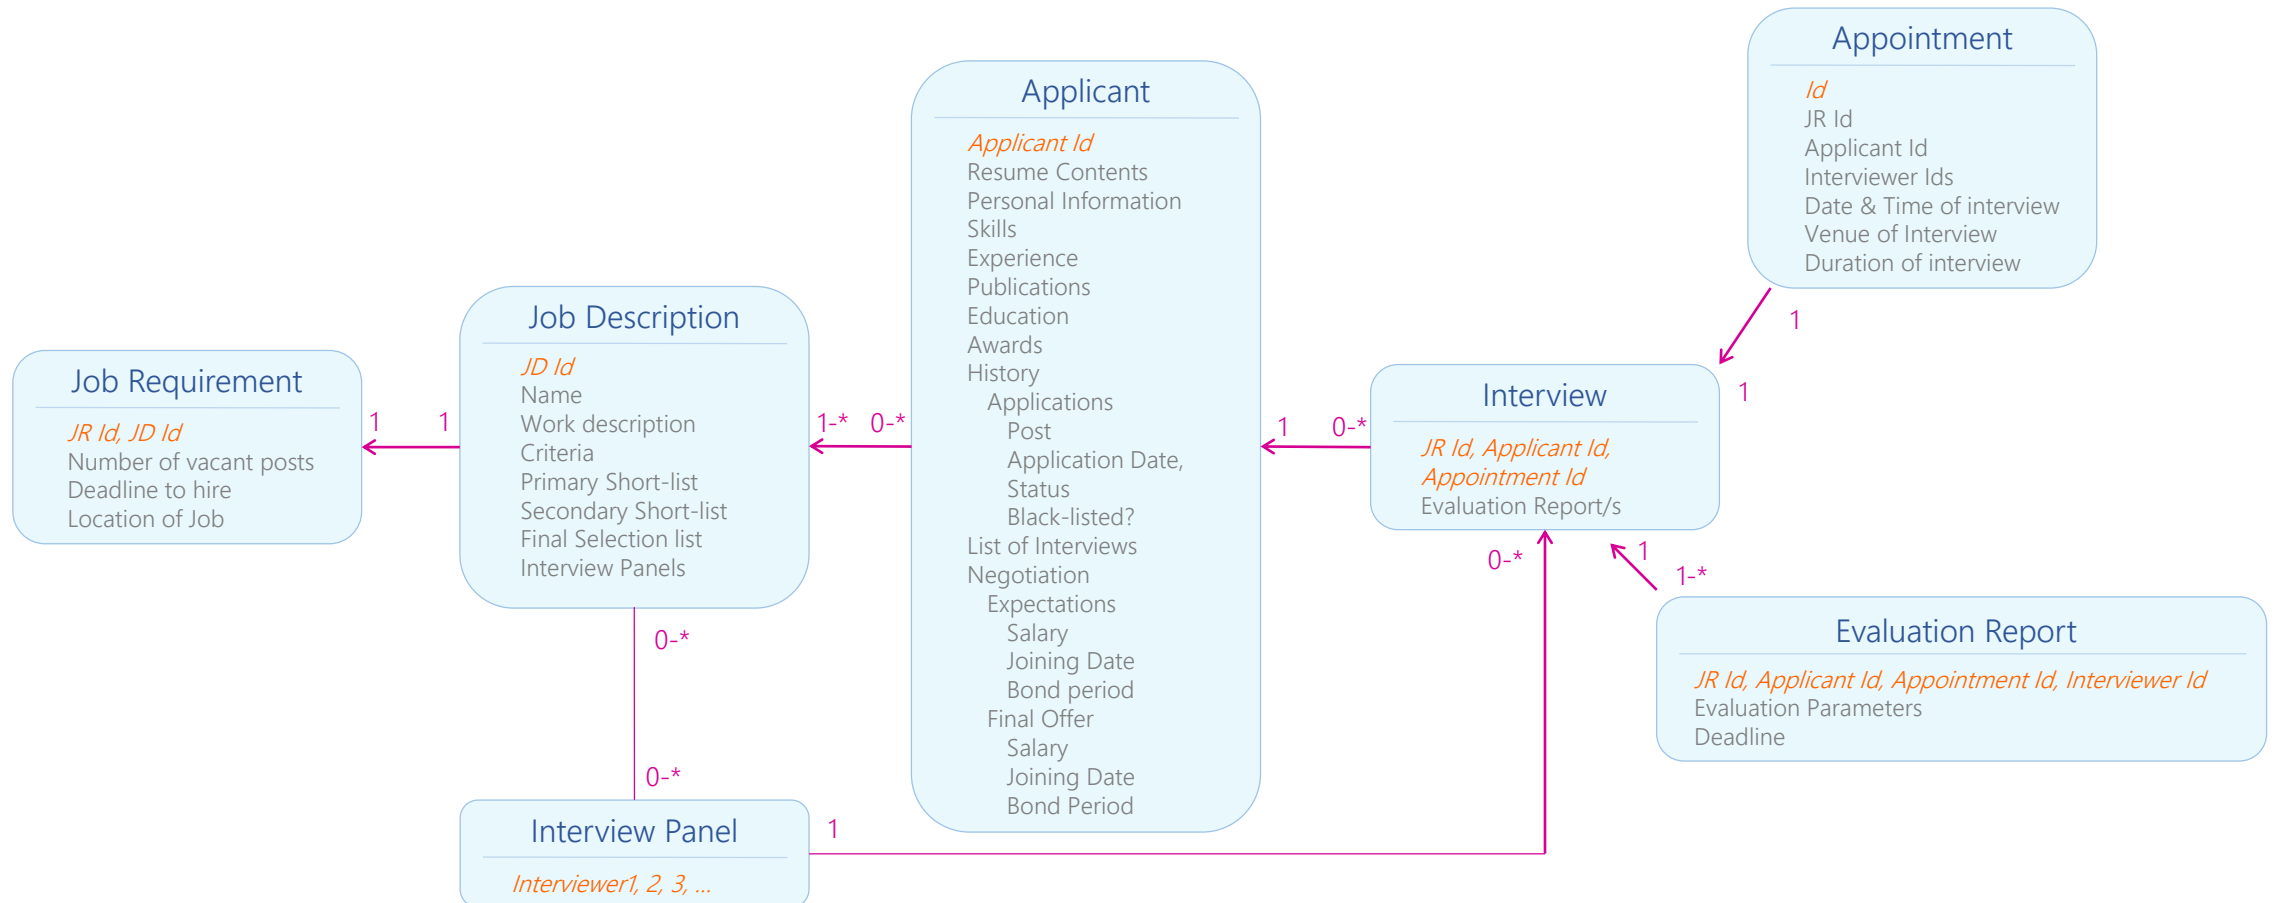 Job Requirement
JR Id, JD Id
Number of vacant posts
Deadline to hire
Location of Job
1
1
Job Description
JD Id
Name
Work description
Criteria
Primary Short-list
Secondary Short-list
Final Selection list
Interview Panels
1-*
0-*
0-*
0-*
Interview Panel
Interviewer1, 2, 3, ...
1
Applicant
Applicant Id
Resume Contents
Personal Information
Skills
Experience
Publications
Education
Awards
History
Applications
Post
Application Date,
Status
Black-listed?
List of Interviews
Negotiation
Expectations
Salary
Joining Date
Bond period
Final Offer
Salary
Joining Date
Bond Period
1
0-*
Interview
JR Id, Applicant Id,
Appointment Id
Evaluation Report/s
0-*
1
1-*
Appointment
Id
JR Id
Applicant Id
Interviewer Ids
Date & Time of interview
Venue of Interview
Duration of interview
1
1
Evaluation Report
JR Id, Applicant Id, Appointment Id, Interviewer Id
Evaluation Parameters
Deadline